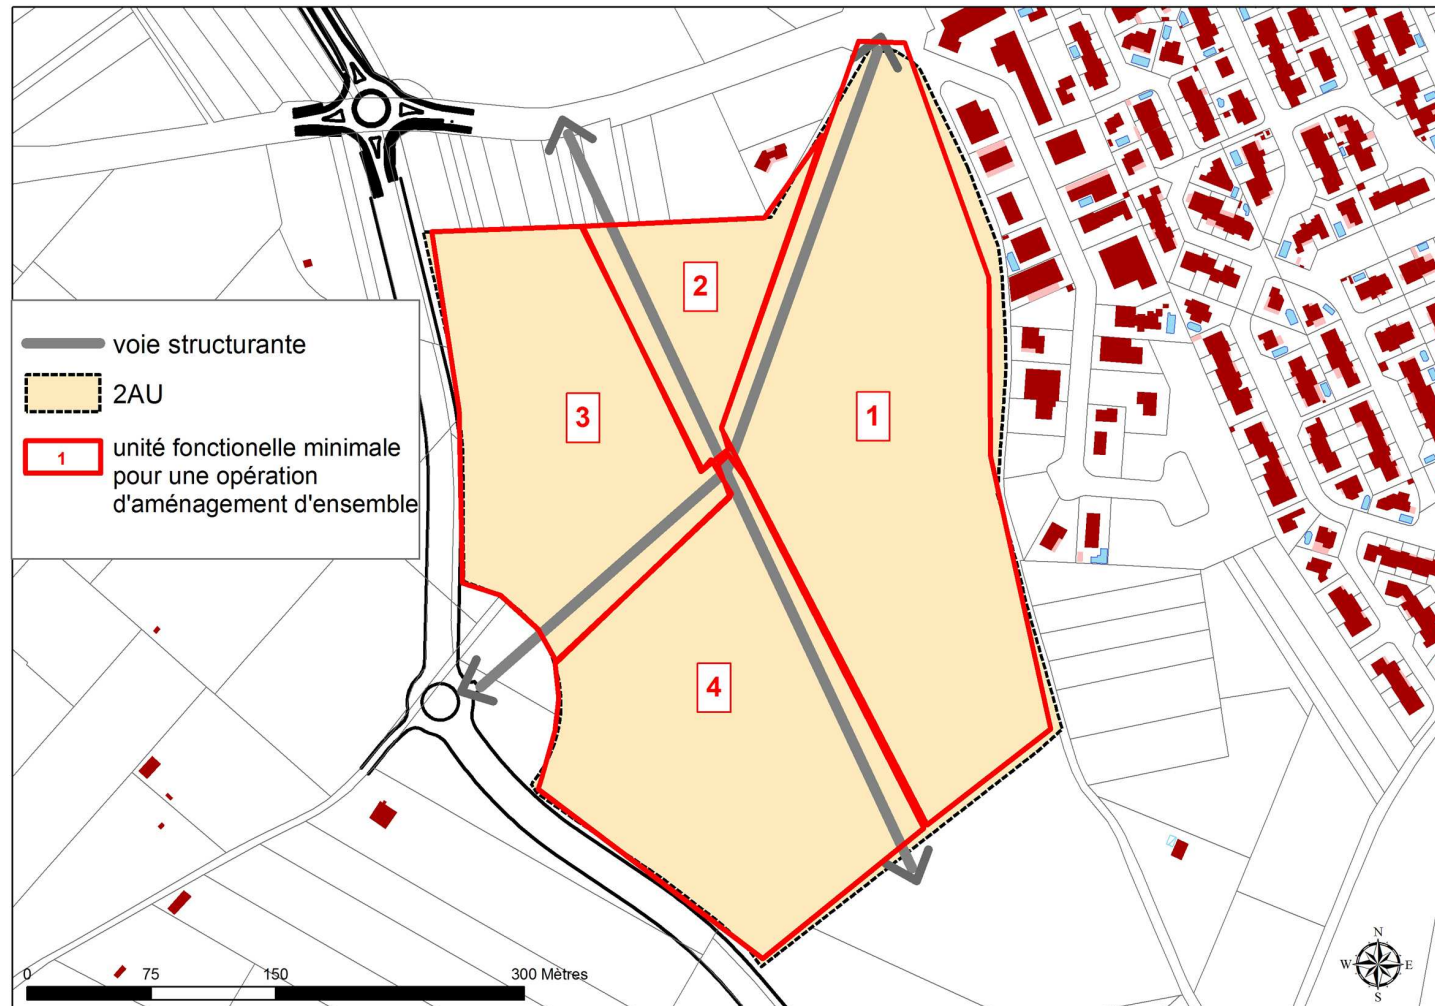 2
3
1
4
voie structurante
2AU
1
unité fonctionelle minimale
pour une opération
d'aménagement d'ensemble
0 75 150 300 Mètres
N
W E
S